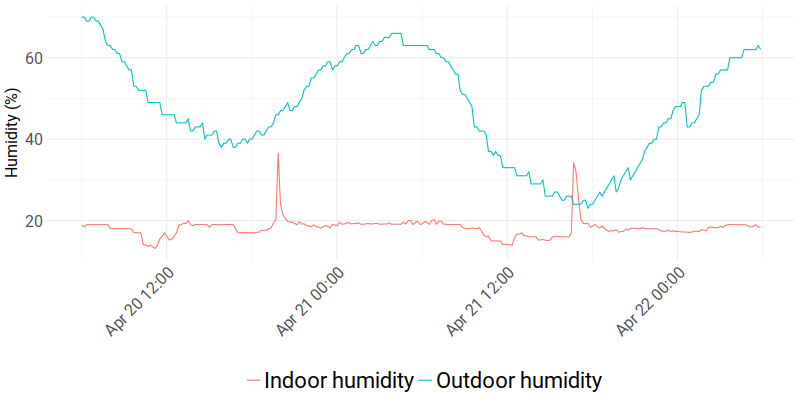 Humidity (%)
60
40
20
Apr 20 12:00
Apr 21 00:00
Apr 21 12:00
Apr 22 00:00
Indoor humidity
Outdoor humidity